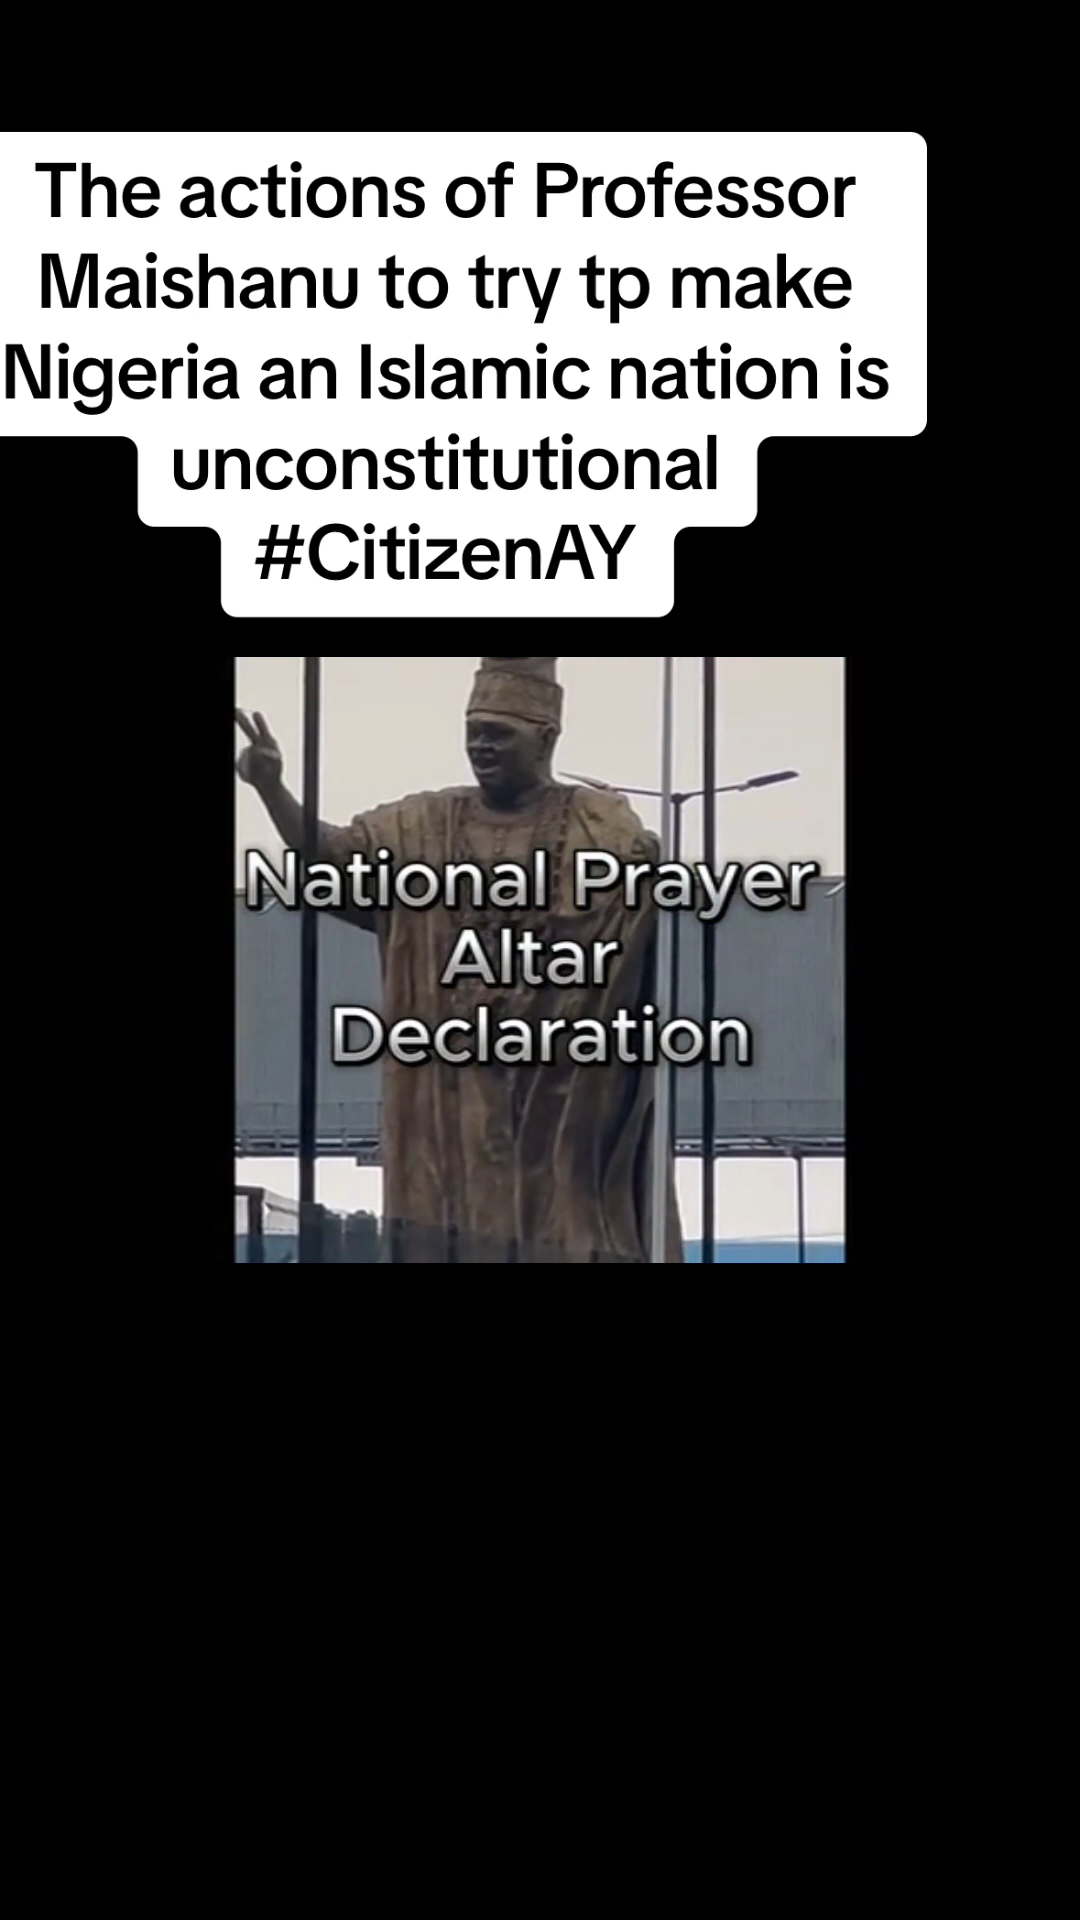 The actions of Professor
Maishanu to try tp make
Nigeria an Islamic nation is
unconstitutional
#CitizenAY
National Prayer
Altar
Declaration